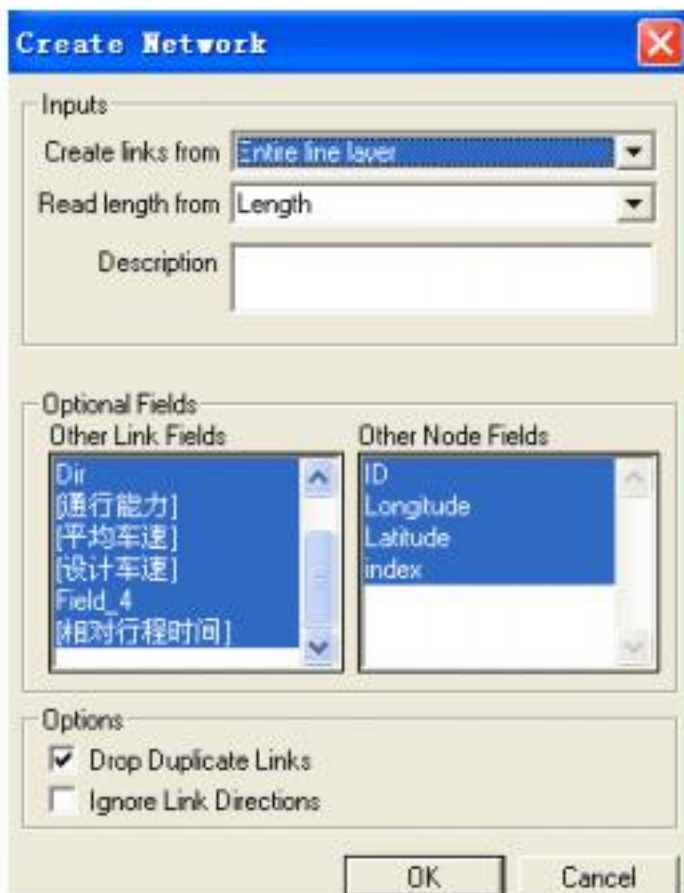 Create Network
Inputs
Create links from Entire line layer
Read length from Length
Description
Optional Fields
Other Link Fields Other Node Fields
Dir
[通行能力]
[平均车速]
[设计车速]
Field_4
[相对行程时间]
ID
Longitude
Latitude
index
Options
Drop Duplicate Links
Ignore Link Directions
OK Cancel